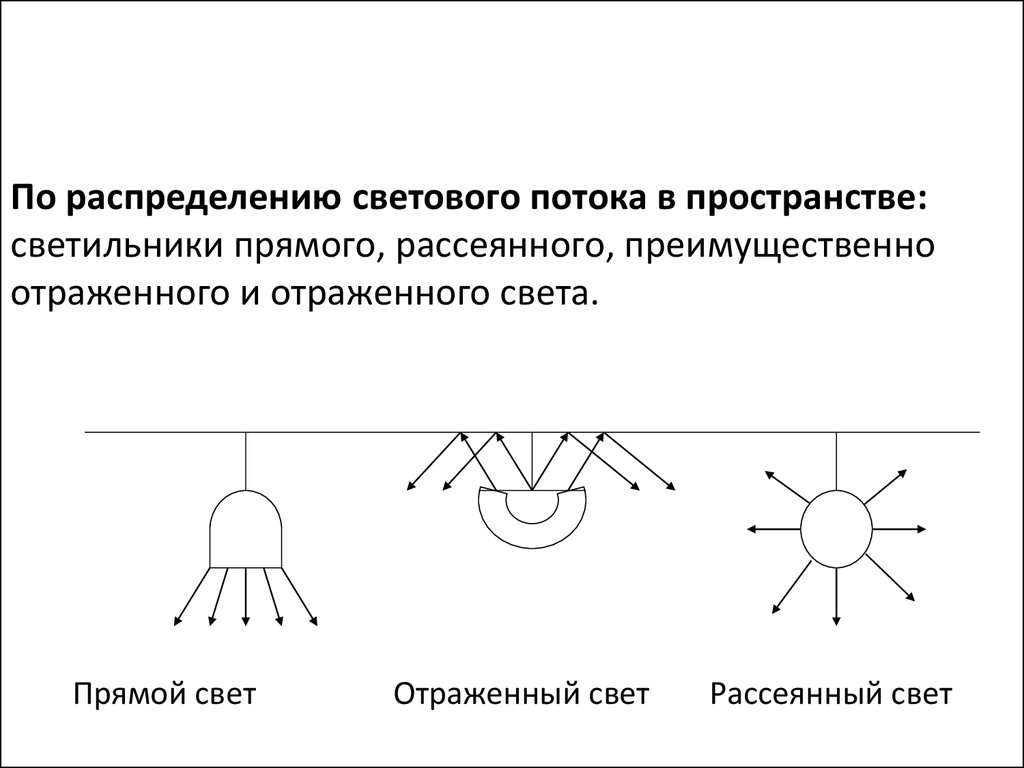 По распределению светового потока в пространстве:
светильники прямого, рассеянного, преимущественно
отраженного и отраженного света.
Прямой свет
Отраженный свет
Рассеянный свет